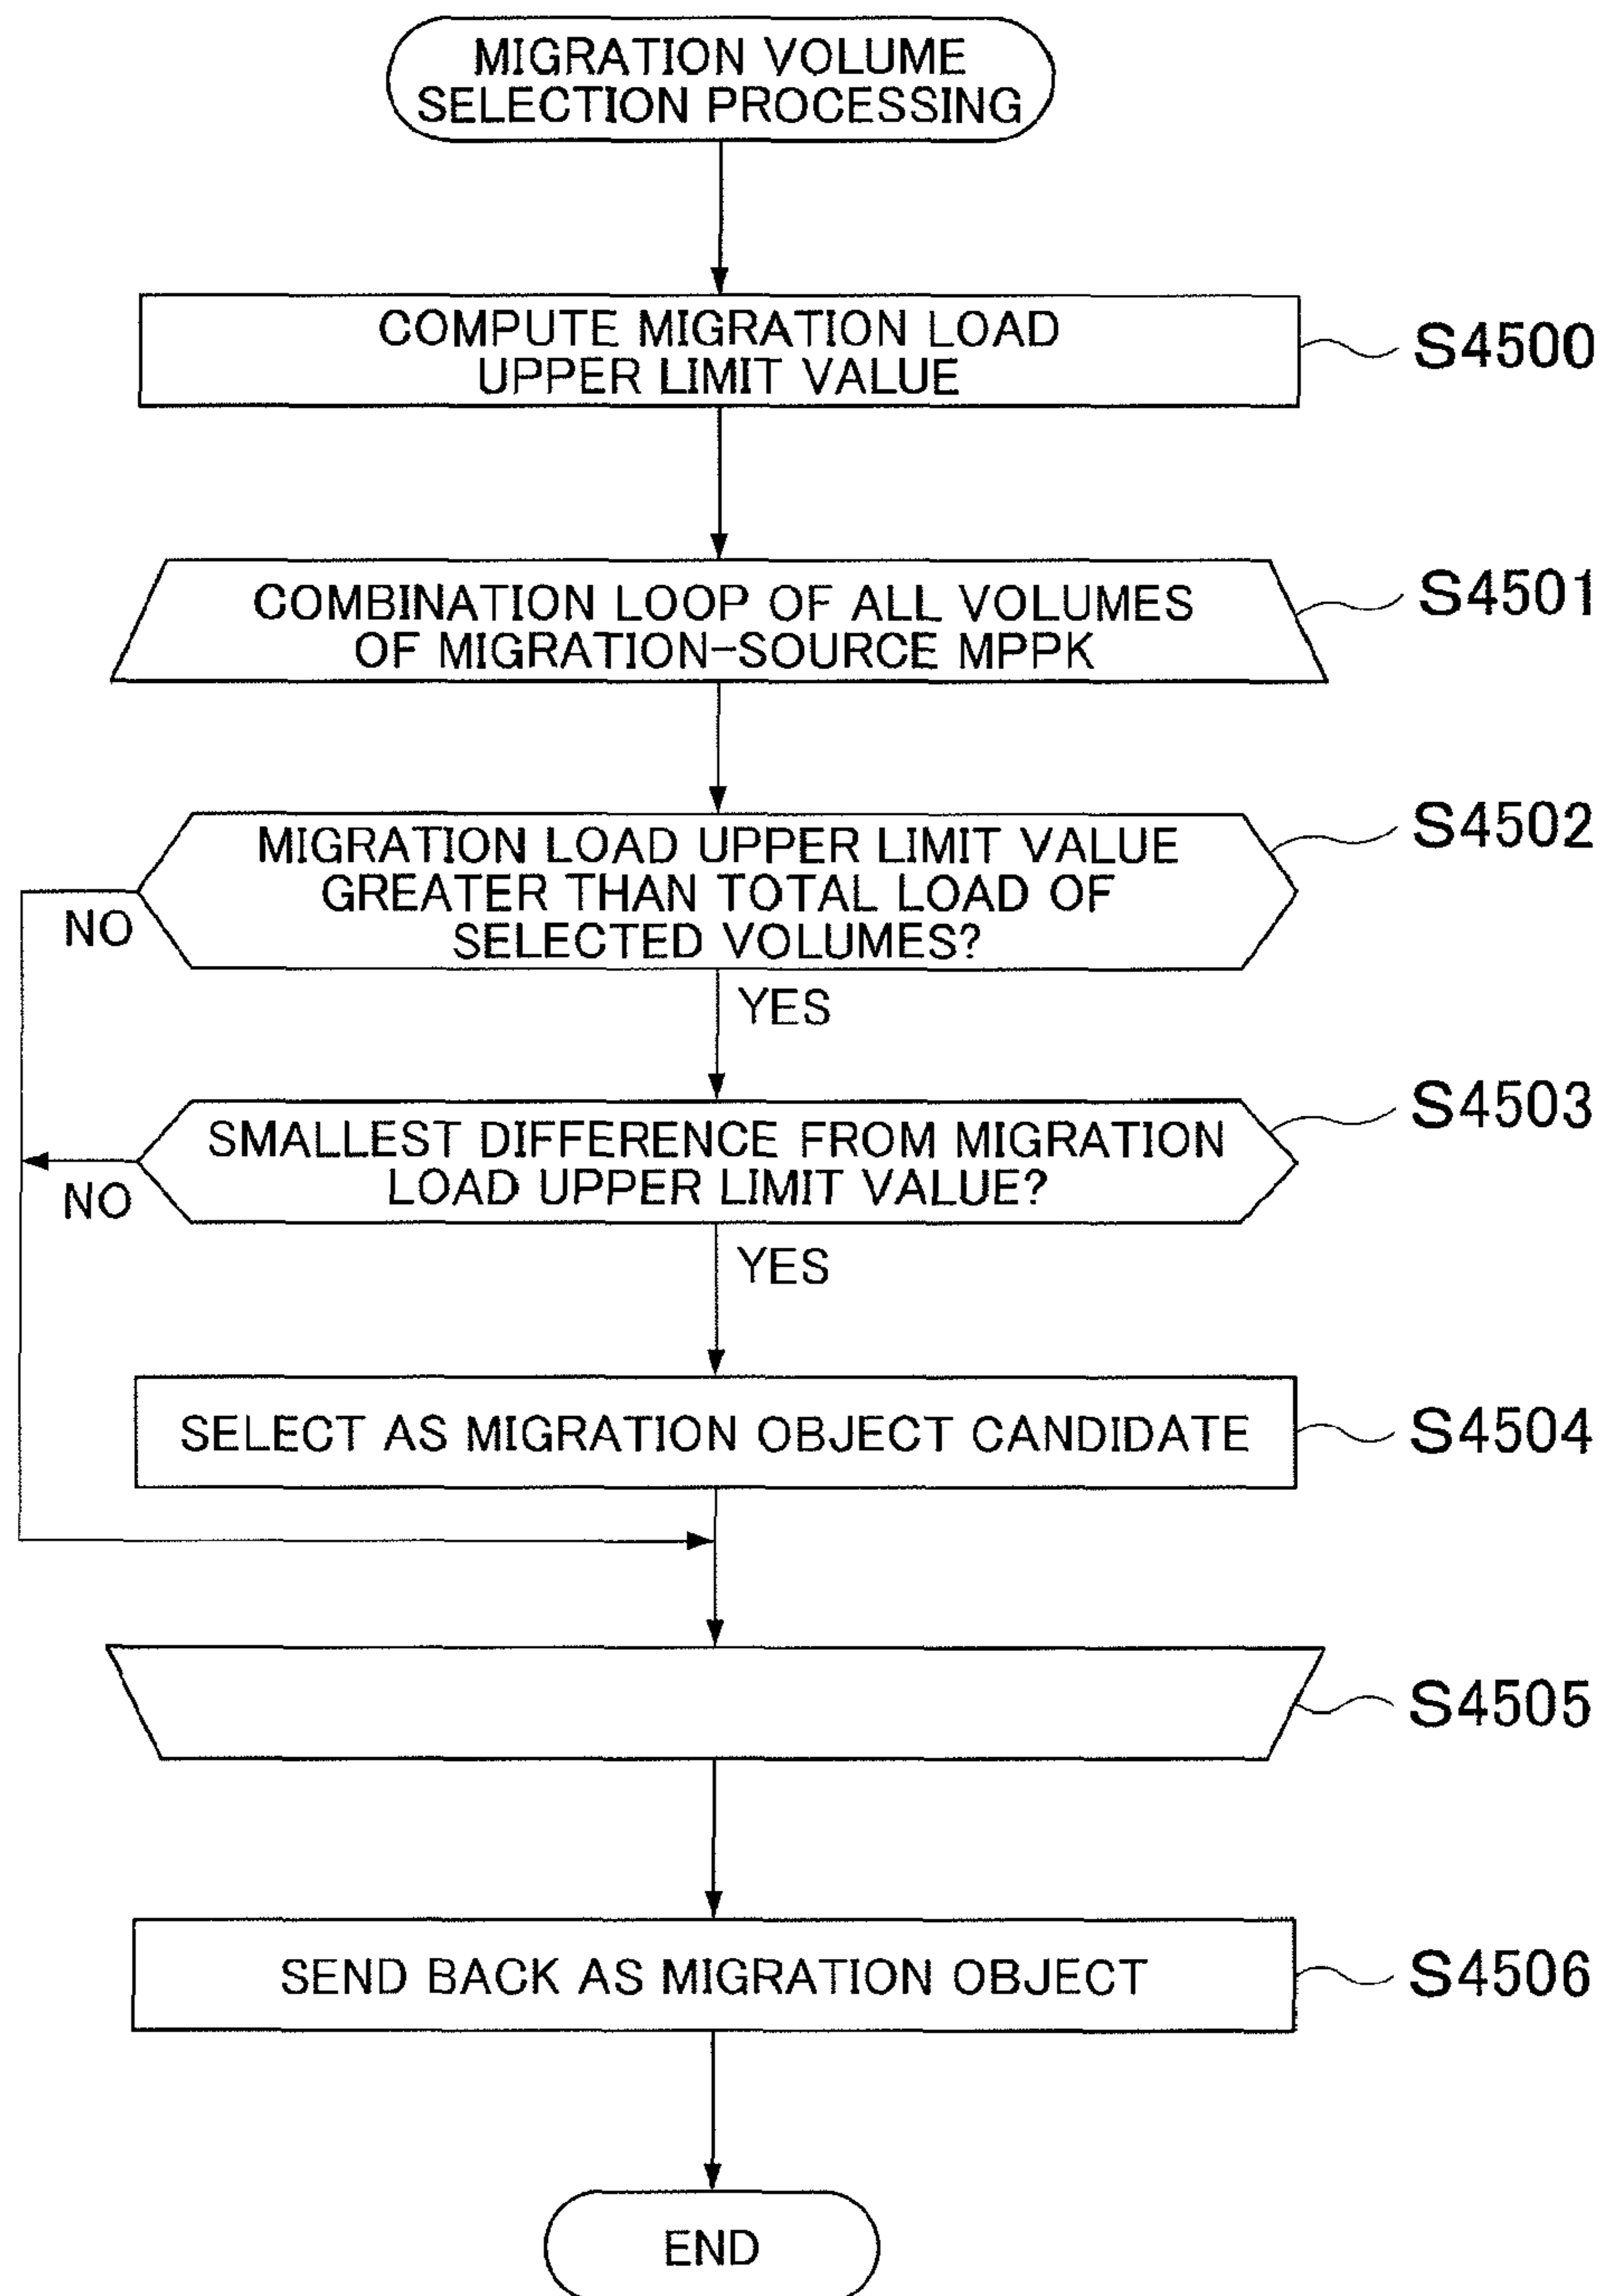 MIGRATION VOLUME
SELECTION PROCESSING
COMPUTE MIGRATION LOAD
UPPER LIMIT VALUE
S4500
COMBINATION LOOP OF ALL VOLUMES
OF MIGRATION-SOURCE MPPK
S4501
MIGRATION LOAD UPPER LIMIT VALUE
GREATER THAN TOTAL LOAD OF
SELECTED VOLUMES?
S4502
NO
YES
SMALLEST DIFFERENCE FROM MIGRATION
LOAD UPPER LIMIT VALUE?
S4503
NO
YES
SELECT AS MIGRATION OBJECT CANDIDATE
S4504
S4505
SEND BACK AS MIGRATION OBJECT
S4506
END